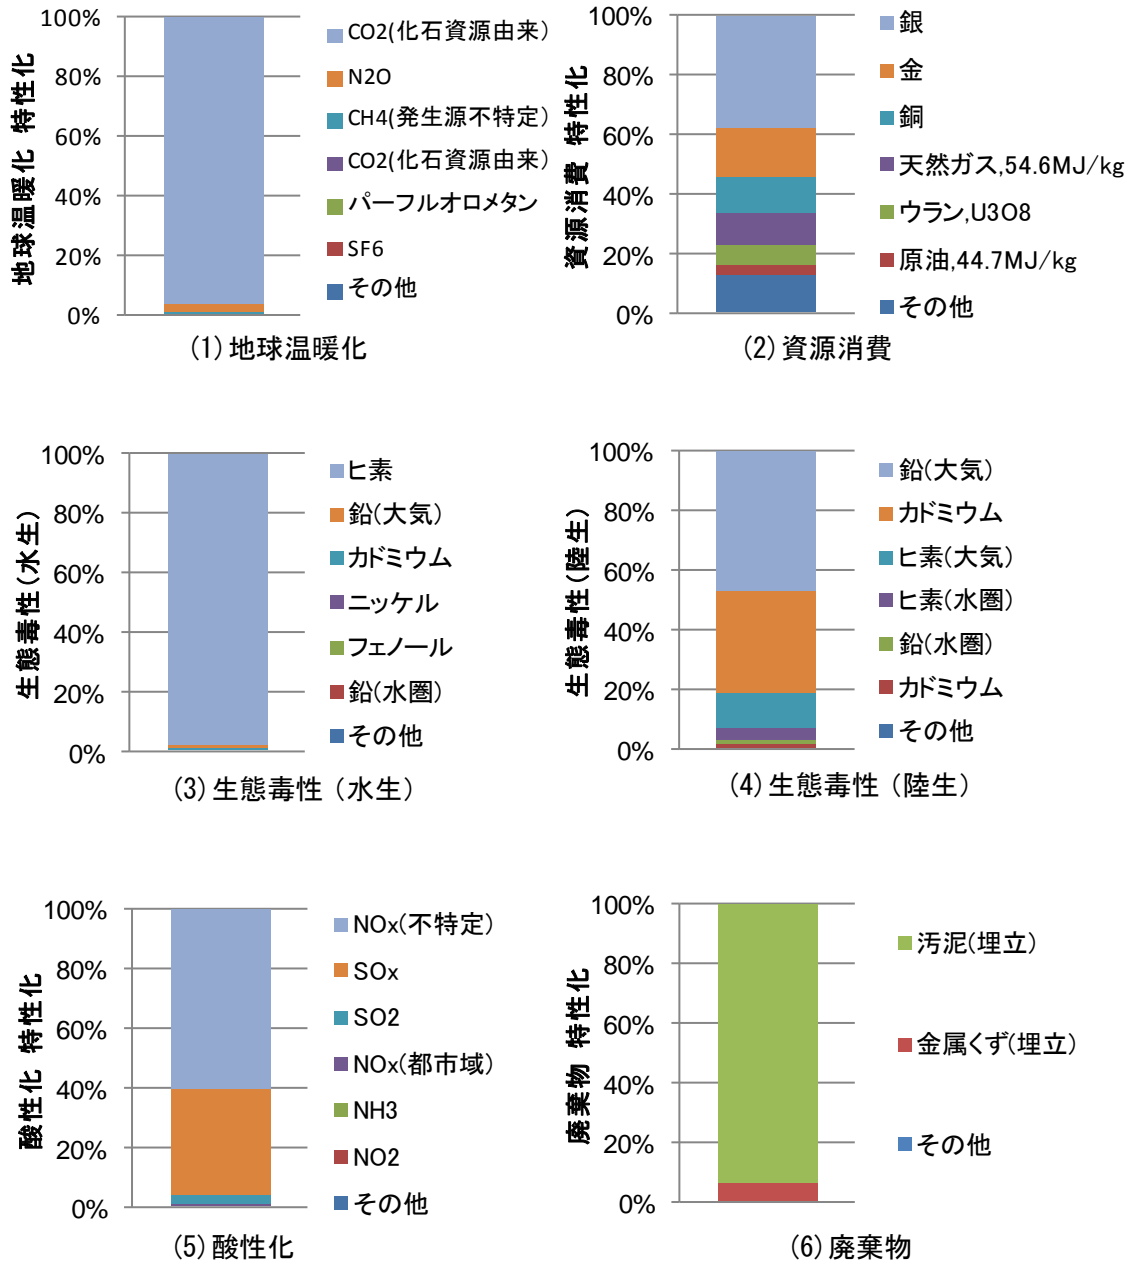 地球温暖化 特性化
100%
80%
60%
40%
20%
0%
CO2(化石資源由来)
N2O
CH4(発生源不特定)
CO2(化石資源由来)
パーフルオロメタン
SF6
その他
(1)地球温暖化
資源消費 特性化
100%
80%
60%
40%
20%
0%
銀
金
銅
天然ガス,54.6MJ/kg
ウラン,U3O8
原油,44.7MJ/kg
その他
(2)資源消費
生態毒性(水生)
100%
80%
60%
40%
20%
0%
ヒ素
鉛(大気)
カドミウム
ニッケル
フェノール
鉛(水圏)
その他
(3)生態毒性(水生)
生態毒性(陸生)
100%
80%
60%
40%
20%
0%
鉛(大気)
カドミウム
ヒ素(大気)
ヒ素(水圏)
鉛(水圏)
カドミウム
その他
(4)生態毒性(陸生)
酸性化 特性化
100%
80%
60%
40%
20%
0%
NOx(不特定)
SOx
SO2
NOx(都市域)
NH3
NO2
その他
(5)酸性化
廃棄物 特性化
100%
80%
60%
40%
20%
0%
汚泥(埋立)
金属くず(埋立)
その他
(6)廃棄物